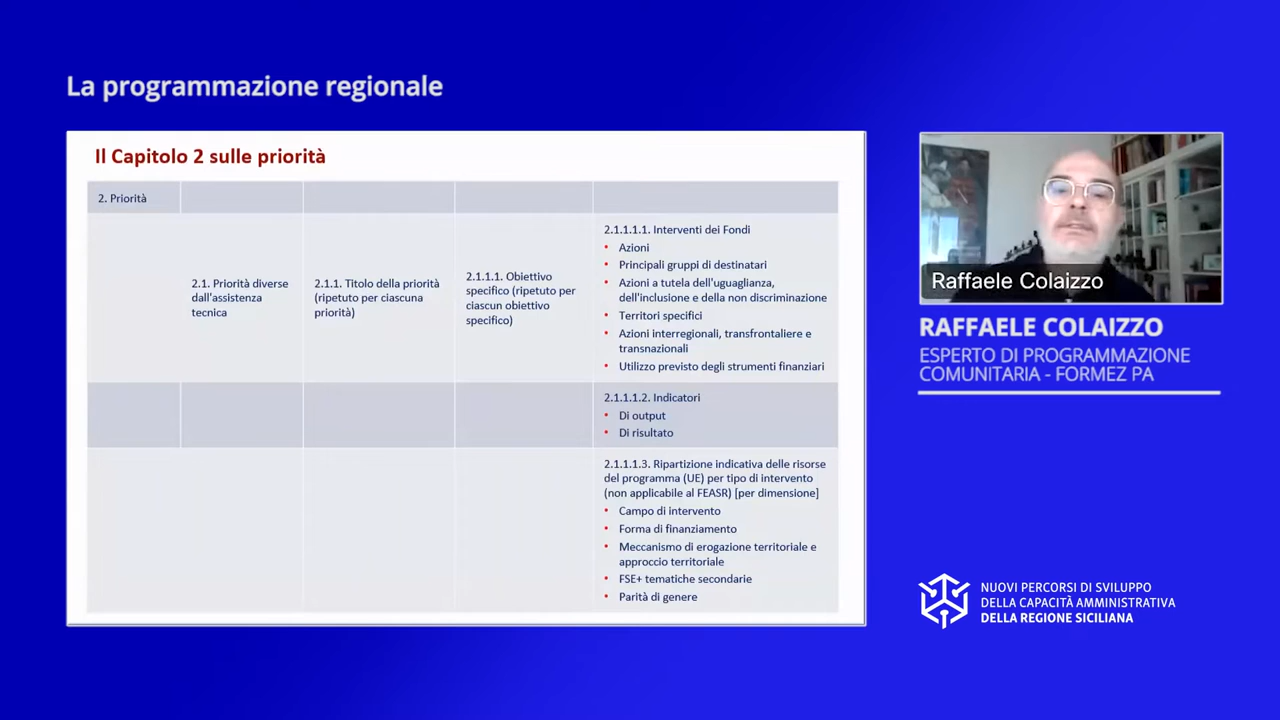 La programmazione regionale
Il Capitolo 2 sulle priorità
2. Priorità
2.1. Priorità diverse
dall'assistenza
tecnica
2.1.1. Titolo della priorità
(ripetuto per ciascuna
priorità)
2.1.1.1. Obiettivo
specifico (ripetuto per
ciascun obiettivo
specifico)
2.1.1.1.1. Interventi dei Fondi
• Azioni
• Principali gruppi di destinatari
• Azioni a tutela dell'uguaglianza,
dell'inclusione e della non discriminazione
• Territori specifici
• Azioni interregionali, transfrontaliere e
transnazionali
• Utilizzo previsto degli strumenti finanziari
2.1.1.1.2. Indicatori
• Di output
• Di risultato
2.1.1.1.3. Ripartizione indicativa delle risorse
del programma (UE) per tipo di intervento
(non applicabile al FEASR) [per dimensione]
• Campo di intervento
• Forma di finanziamento
• Meccanismo di erogazione territoriale e
approccio territoriale
• FSE+ tematiche secondarie
• Parità di genere
Raffaele Colaizzo
RAFFAELE COLAIZZO
ESPERTO DI PROGRAMMAZIONE
COMUNITARIA - FORMEZ PA
NUOVI PERCORSI DI SVILUPPO
DELLA CAPACITÀ AMMINISTRATIVA
DELLA REGIONE SICILIANA